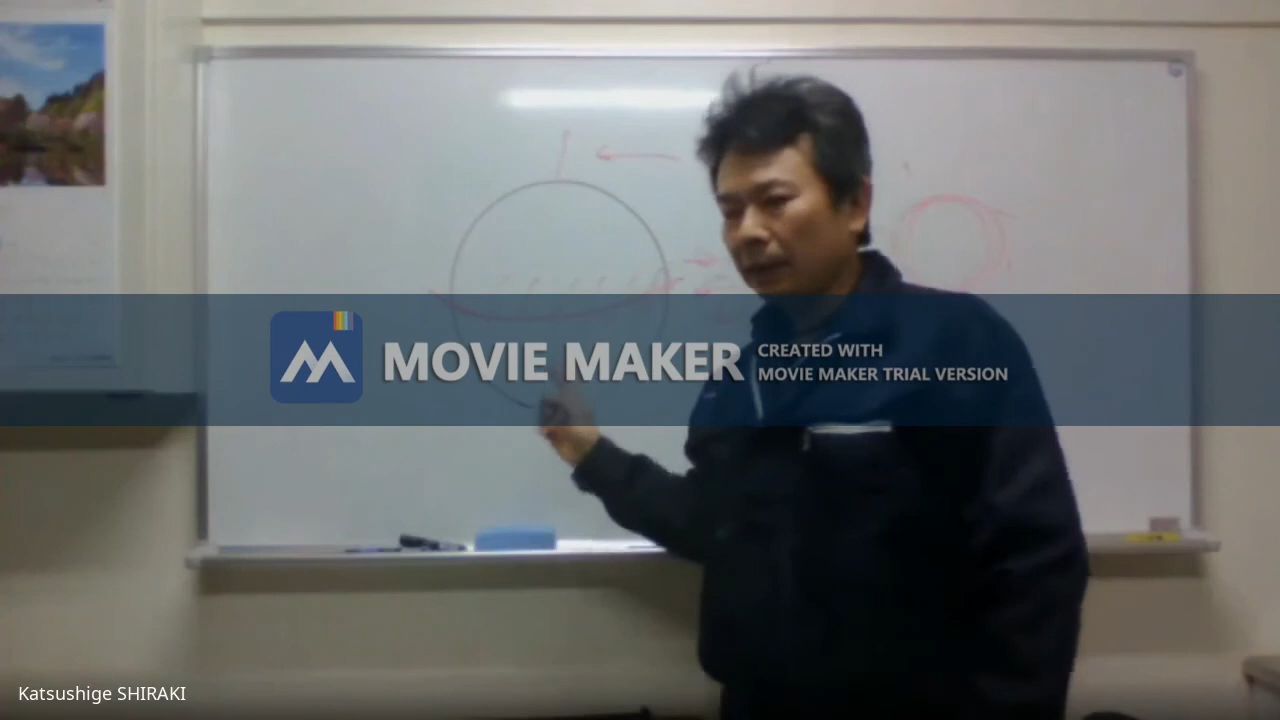 MOVIE MAKER
CREATED WITH
MOVIE MAKER TRIAL VERSION
Katsushige SHIRAKI